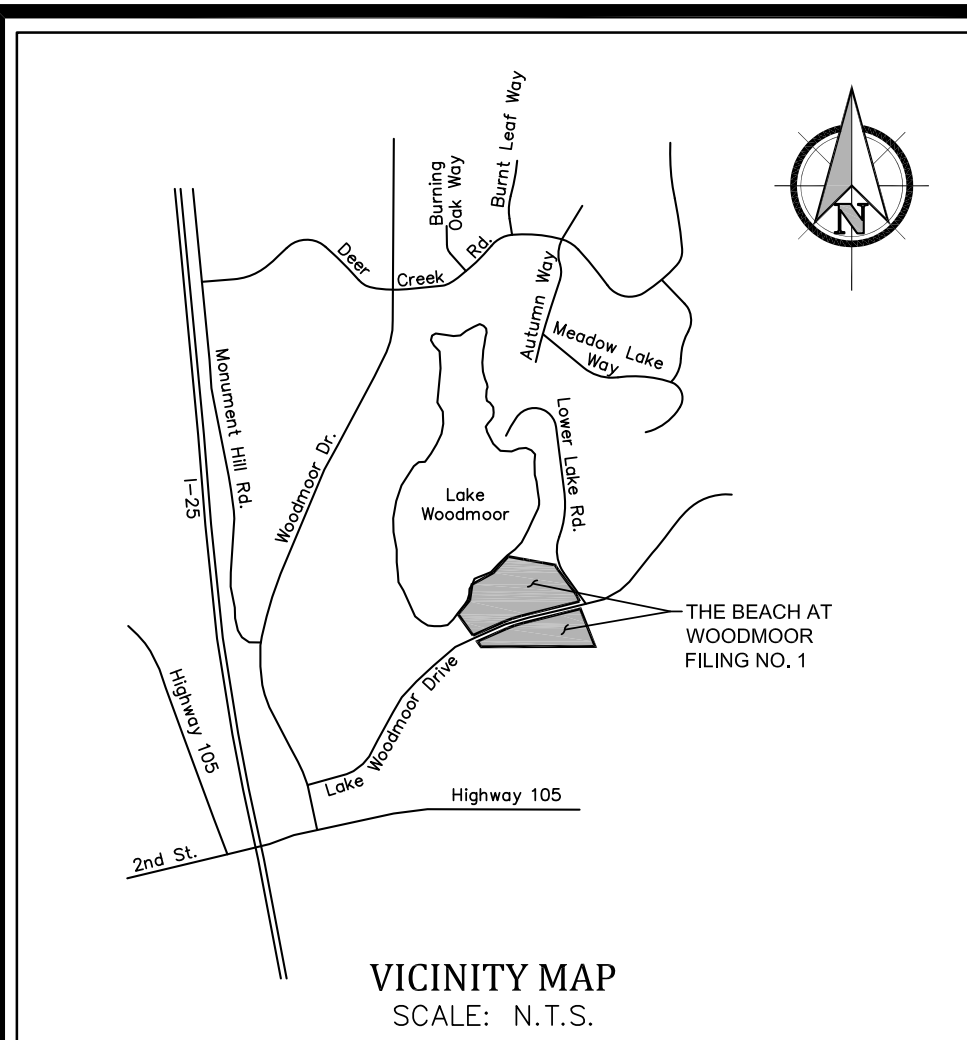 Burnt Leaf Way
Burning
Oak Way
Deer
Creek
Rd.
N
Autumn Way
Meadow Lake
Way
Monument Hill Rd.
I-25
Woodmoor Dr.
Lower Lake Rd.
Lake
Woodmoor
THE BEACH AT
WOODMOOR
FILING NO. 1
Highway 105
Lake Woodmoor Drive
Highway 105
2nd St.
VICINITY MAP
SCALE: N.T.S.